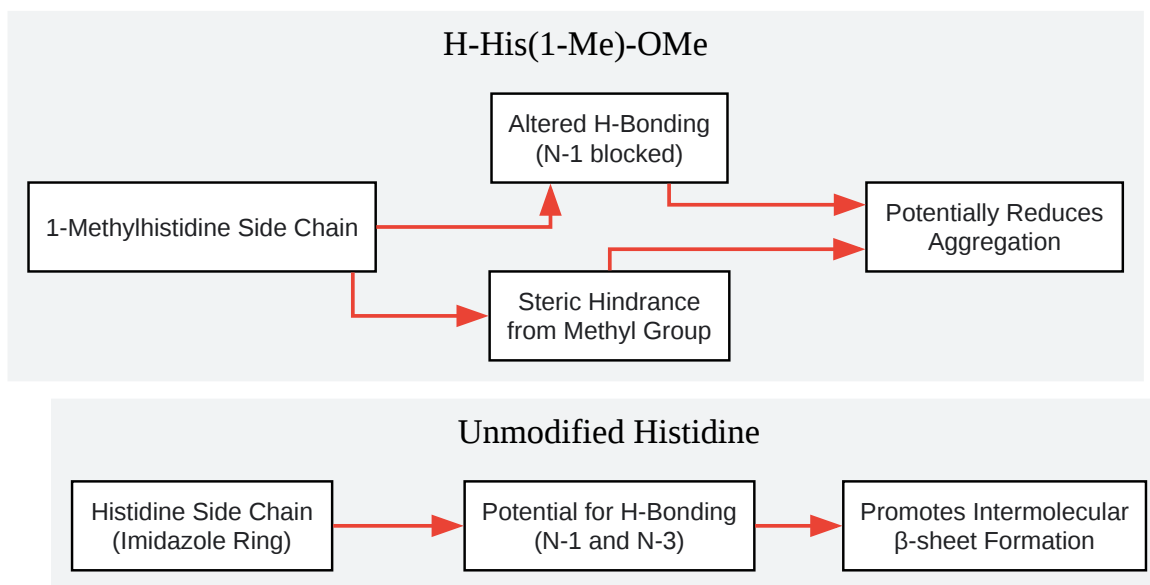 H-His(1-Me)-OMe
Altered H-Bonding
(N-1 blocked)
1-Methylhistidine Side Chain
Potentially Reduces
Aggregation
Steric Hindrance
from Methyl Group
Unmodified Histidine
Histidine Side Chain
(Imidazole Ring)
Potential for H-Bonding
(N-1 and N-3)
Promotes Intermolecular
β-sheet Formation